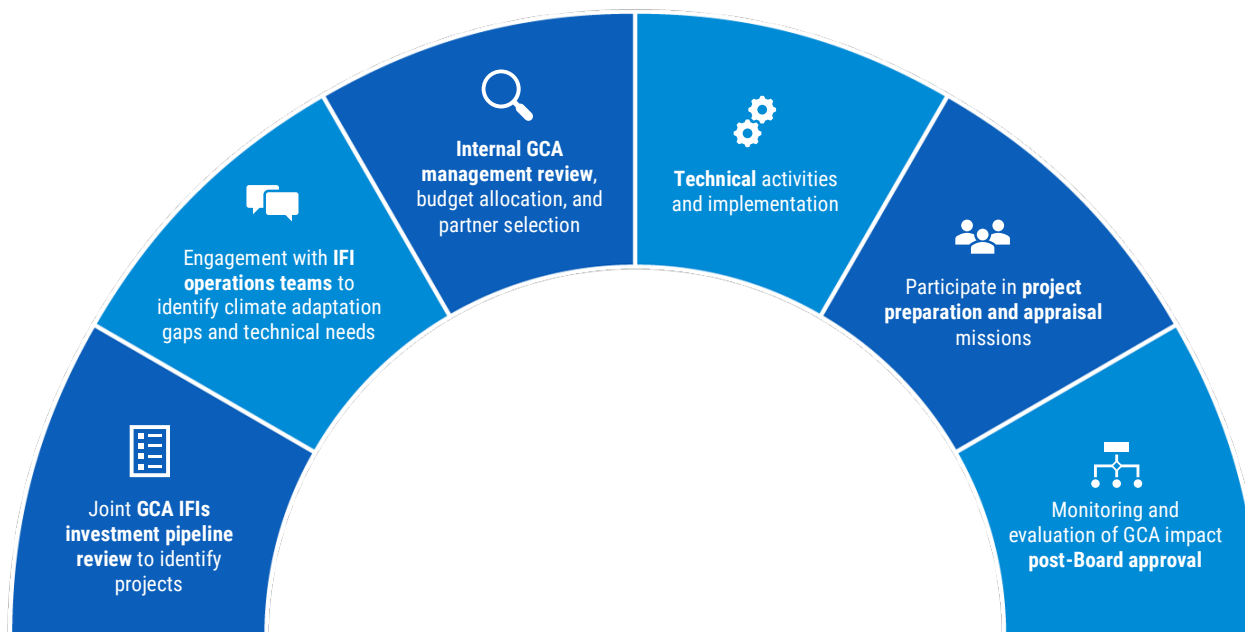 Joint GCA IFIs
investment pipeline
review to identify
projects
Engagement with IFI
operations teams to
identify climate adaptation
gaps and technical needs
Internal GCA
management review,
budget allocation, and
partner selection
Technical activities
and implementation
Participate in project
preparation and appraisal
missions
Monitoring and
evaluation of GCA impact
post-Board approval